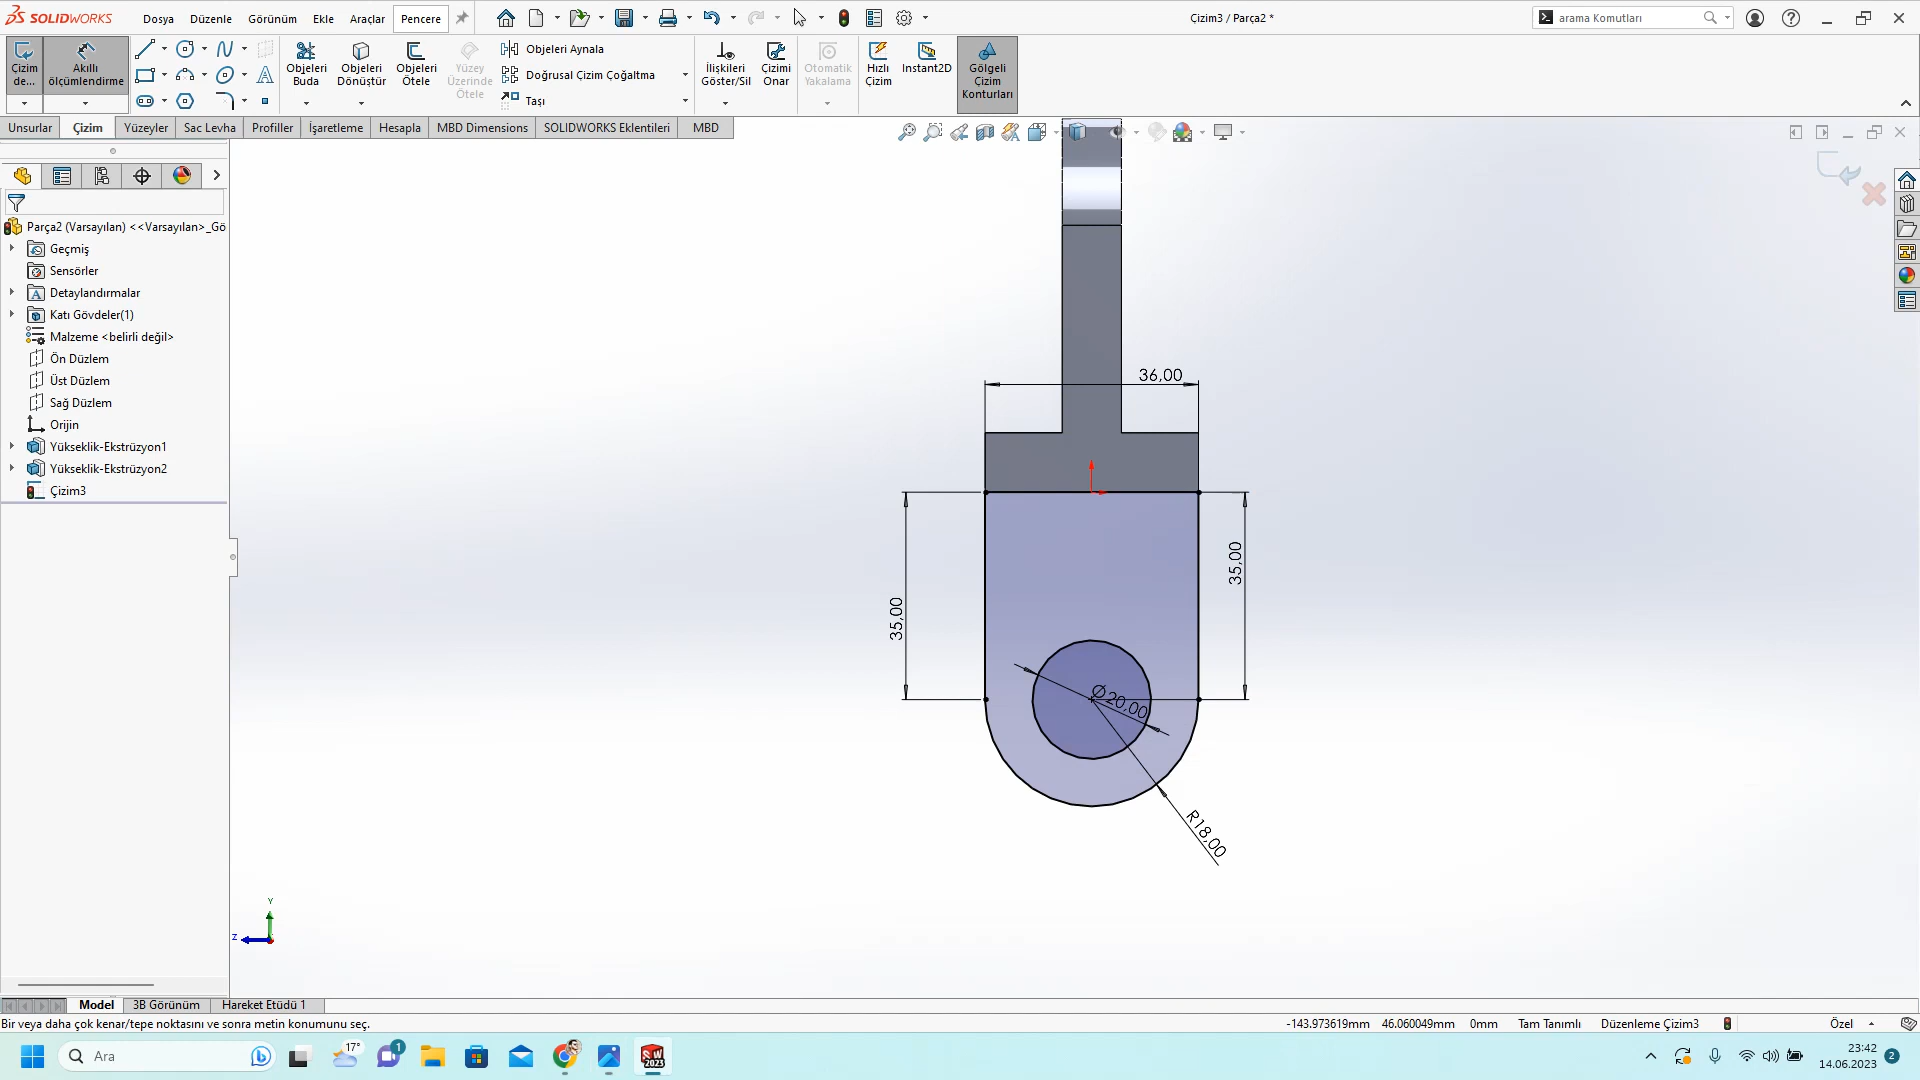 SOLIDWORKS
Dosya
Düzenle
Görünüm
Ekle
Araçlar
Pencere
Çizim3 / Parça2 *
arama Komutları
Çizim
de...
Akıllı
ölçümlendirme
Objeleri
Buda
Objeleri
Dönüştür
Objeleri
Ötele
Yüzey
Üzerinde
Ötele
Objeleri Aynala
Doğrusal Çizim Çoğaltma
Taşı
İlişkileri
Göster/Sil
Çizimi
Onar
Otomatik
Yakalama
Hızlı
Çizim
Instant2D
Gölgeli
Çizim
Konturları
Unsurlar
Çizim
Yüzeyler
Sac Levha
Profiller
İşaretleme
Hesapla
MBD Dimensions
SOLIDWORKS Eklentileri
MBD
Parça2 (Varsayılan) <<Varsayılan>_Gö
Geçmiş
Sensörler
Detaylandırmalar
Katı Gövdeler(1)
Malzeme <belirli değil>
Ön Düzlem
Üst Düzlem
Sağ Düzlem
Orijin
Yükseklik-Ekstrüzyon1
Yükseklik-Ekstrüzyon2
Çizim3
36,00
35,00
35,00
Ø20,00
R18,00
Y
Z
Model
3B Görünüm
Hareket Etüdü 1
Bir veya daha çok kenar/tepe noktasını ve sonra metin konumunu seç.
-143.973619mm
46.060049mm
0mm
Tam Tanımlı
Düzenleme Çizim3
Özel
Ara
17°
1
2023
23:42
14.06.2023
2